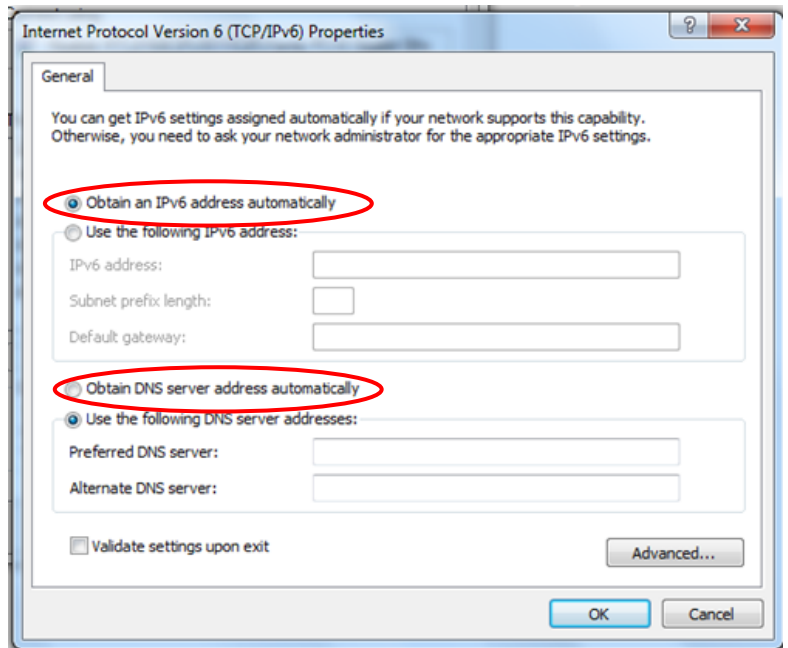 Internet Protocol Version 6 (TCP/IPv6) Properties
General
You can get IPv6 settings assigned automatically if your network supports this capability.
Otherwise, you need to ask your network administrator for the appropriate IPv6 settings.
Obtain an IPv6 address automatically
Use the following IPv6 address:
IPv6 address:
Subnet prefix length:
Default gateway:
Obtain DNS server address automatically
Use the following DNS server addresses:
Preferred DNS server:
Alternate DNS server:
Validate settings upon exit
Advanced...
OK
Cancel